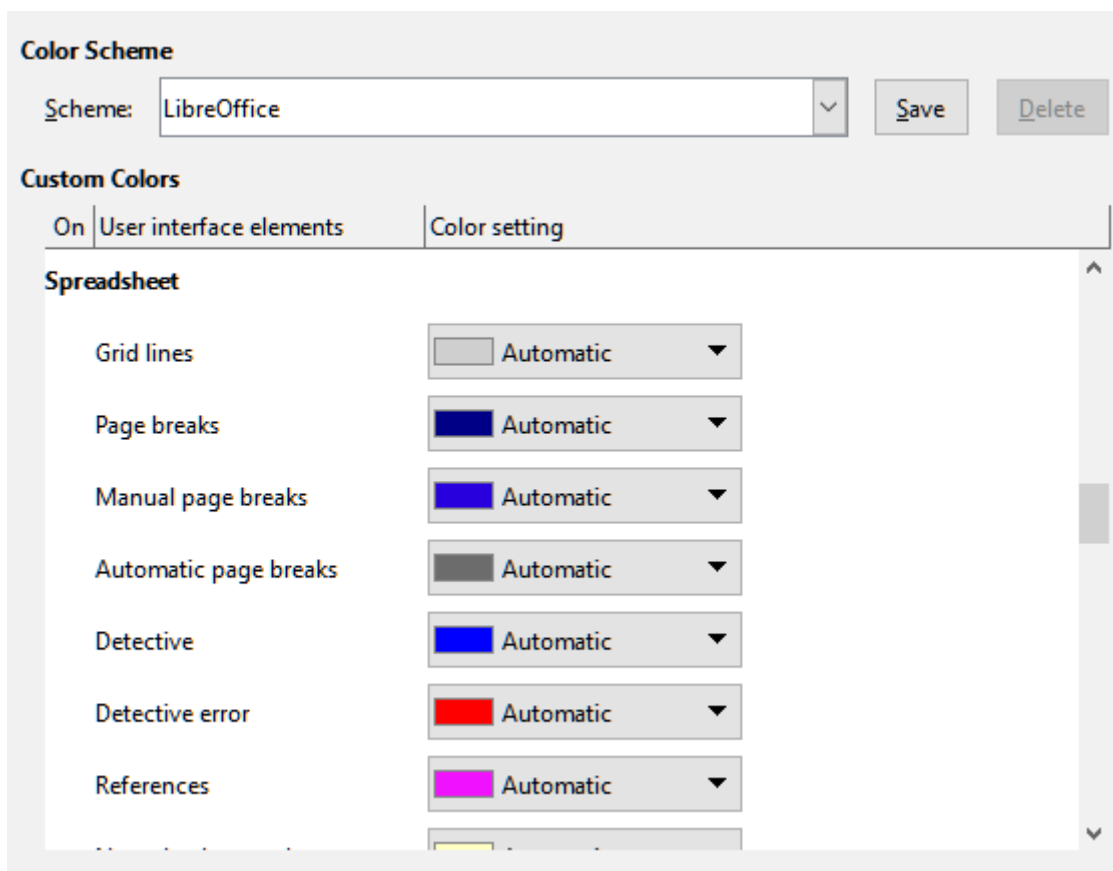 Color Scheme
Scheme: LibreOffice Save Delete
Custom Colors
On User interface elements Color setting
Spreadsheet
Grid lines Automatic
Page breaks Automatic
Manual page breaks Automatic
Automatic page breaks Automatic
Detective Automatic
Detective error Automatic
References Automatic